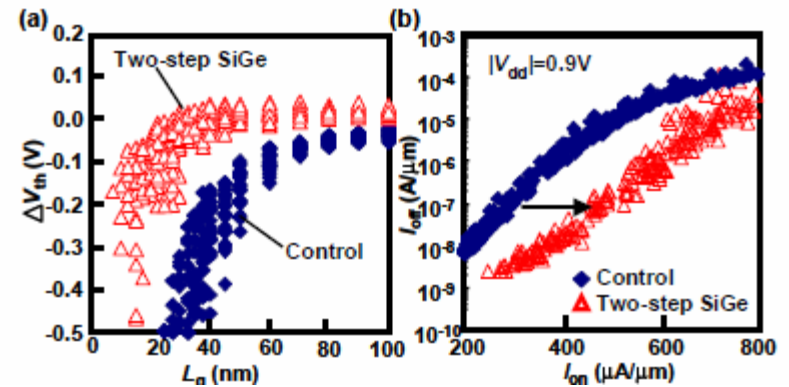 (a)
0.2
0.1
0.0
-0.1
-0.2
-0.3
-0.4
-0.5
ΔVth (V)
Two-step SiGe
Control
0 20 40 60 80 100
Lg (nm)
(b)
10-3
10-4
10-5
10-6
10-7
10-8
10-9
10-10
Ioff (A/μm)
|Vdd|=0.9V
Control
Two-step SiGe
200 400 600 800
Ion (μA/μm)